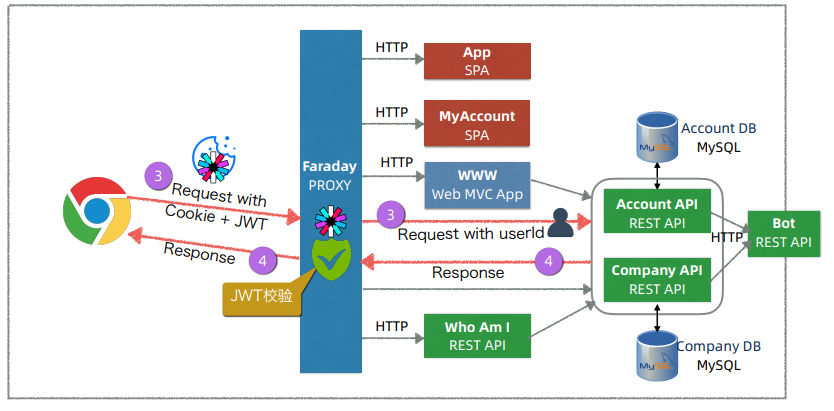 HTTP
App
SPA
HTTP
MyAccount
SPA
Account DB
MySQL
MySQL
Faraday
PROXY
HTTP
WWW
Web MVC App
3
Request with
Cookie + JWT
3
Request with userId
Account API
REST API
HTTP
Bot
REST API
4
Response
Response
4
Company API
REST API
JWT校验
HTTP
Who Am I
REST API
Company DB
MySQL
MySQL